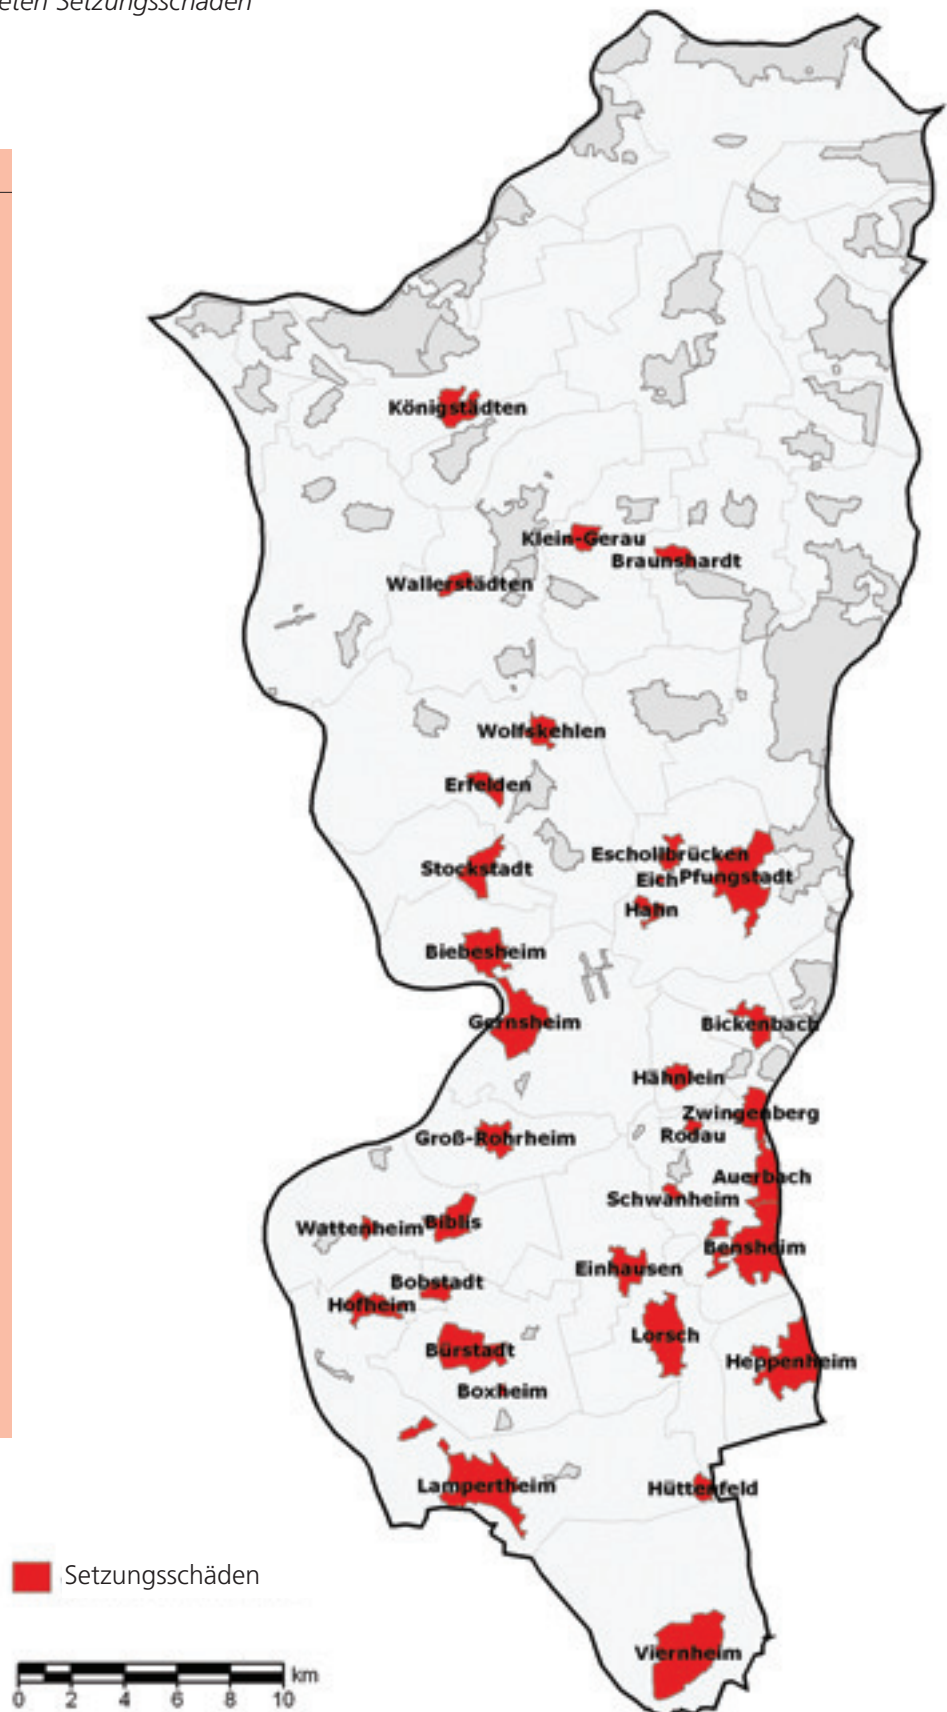 eten Setzungsschäden
Königstädten
Klein-Gerau
Braunshardt
Wallerstädten
Wolfskehlen
Erfelden
Eschollbrücken
Stockstadt
Eich
Pfungstadt
Hahn
Biebesheim
Gernsheim
Bickenbach
Hähnlein
Zwingenberg
Rodau
Groß-Rohrheim
Auerbach
Schwanheim
Wattenheim
Biblis
Bensheim
Einhausen
Bobstadt
Hofheim
Lorsch
Bürstadt
Heppenheim
Boxheim
Lampertheim
Hüttenfeld
Setzungsschäden
Viernheim
km
0 2 4 6 8 10